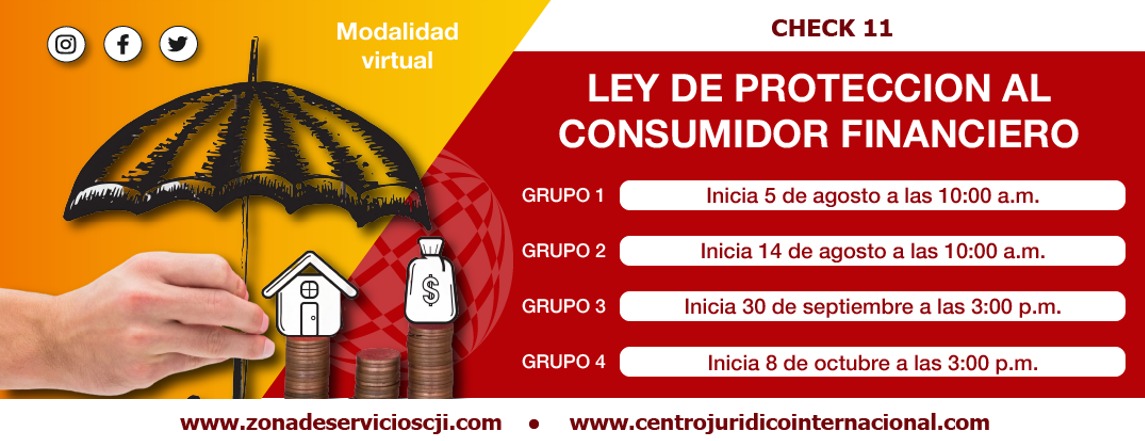 Modalidad
virtual
CHECK 11
LEY DE PROTECCION AL
CONSUMIDOR FINANCIERO
GRUPO 1 Inicia 5 de agosto a las 10:00 a.m.
GRUPO 2 Inicia 14 de agosto a las 10:00 a.m.
GRUPO 3 Inicia 30 de septiembre a las 3:00 p.m.
GRUPO 4 Inicia 8 de octubre a las 3:00 p.m.
$
www.zonadeservicioscji.com • www.centrojuridicointernacional.com